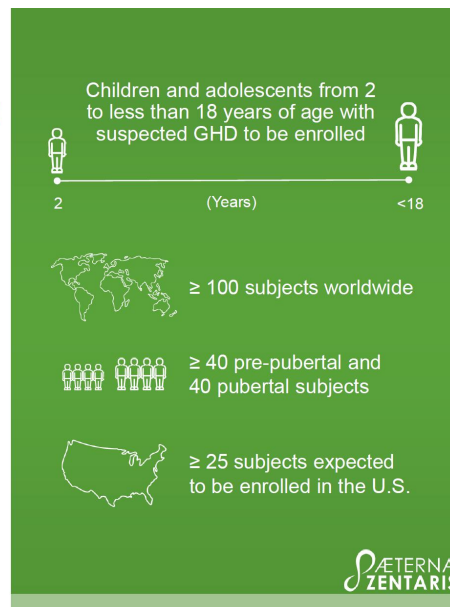 Children and adolescents from 2
to less than 18 years of age with
suspected GHD to be enrolled
2 (Years) <18
≥ 100 subjects worldwide
≥ 40 pre-pubertal and
40 pubertal subjects
≥ 25 subjects expected
to be enrolled in the U.S.
ÆTERNA
ZENTARIS